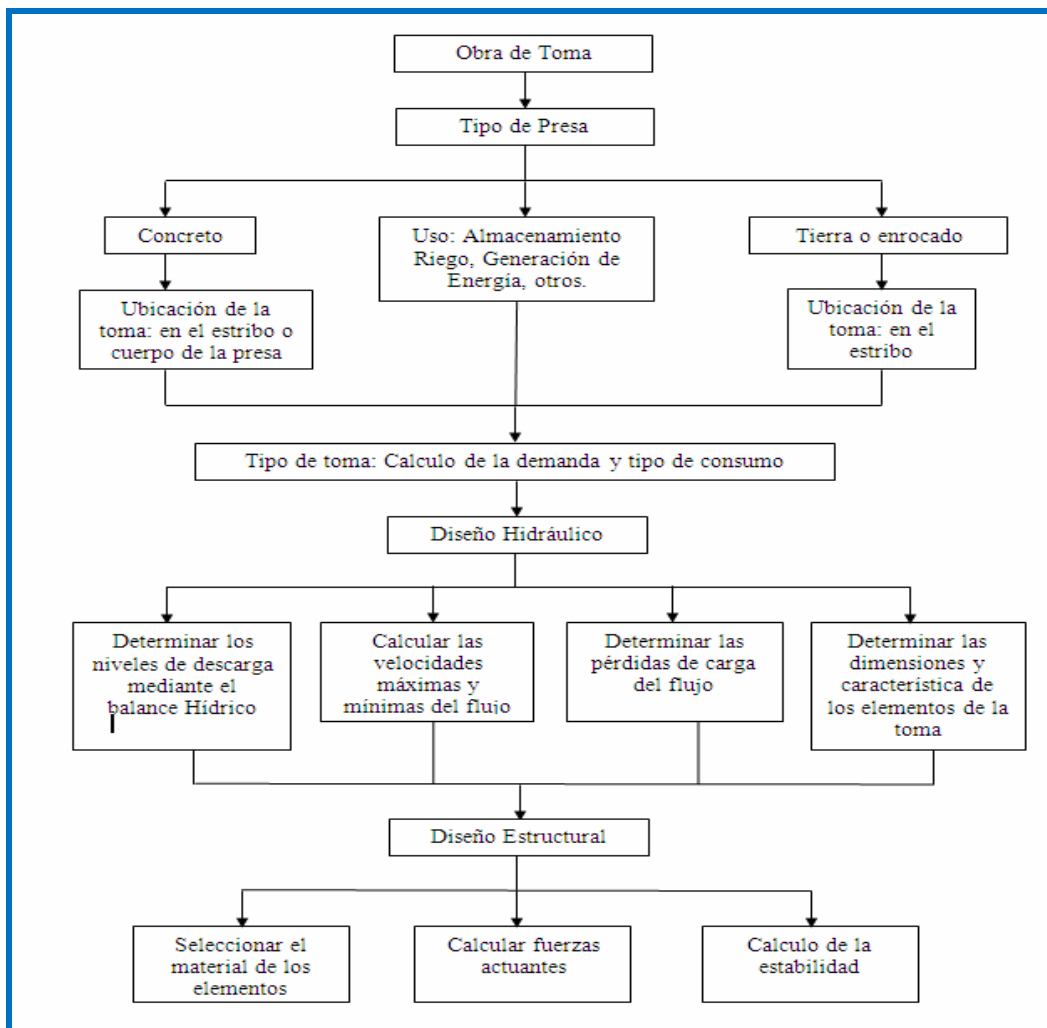 Obra de Toma
Tipo de Presa
Concreto
Uso: Almacenamiento
Riego, Generación de
Energía, otros.
Tierra o enrocado
Ubicación de la
toma: en el estribo o
cuerpo de la presa
Ubicación de la
toma: en el
estribo
Tipo de toma: Calculo de la demanda y tipo de consumo
Diseño Hidráulico
Determinar los
niveles de descarga
mediante el
balance Hídrico
Calcular las
velocidades
máximas y
mínimas del flujo
Determinar las
pérdidas de carga
del flujo
Determinar las
dimensiones y
característica de
los elementos de la
toma
Diseño Estructural
Seleccionar el
material de los
elementos
Calcular fuerzas
actuantes
Calculo de la
estabilidad